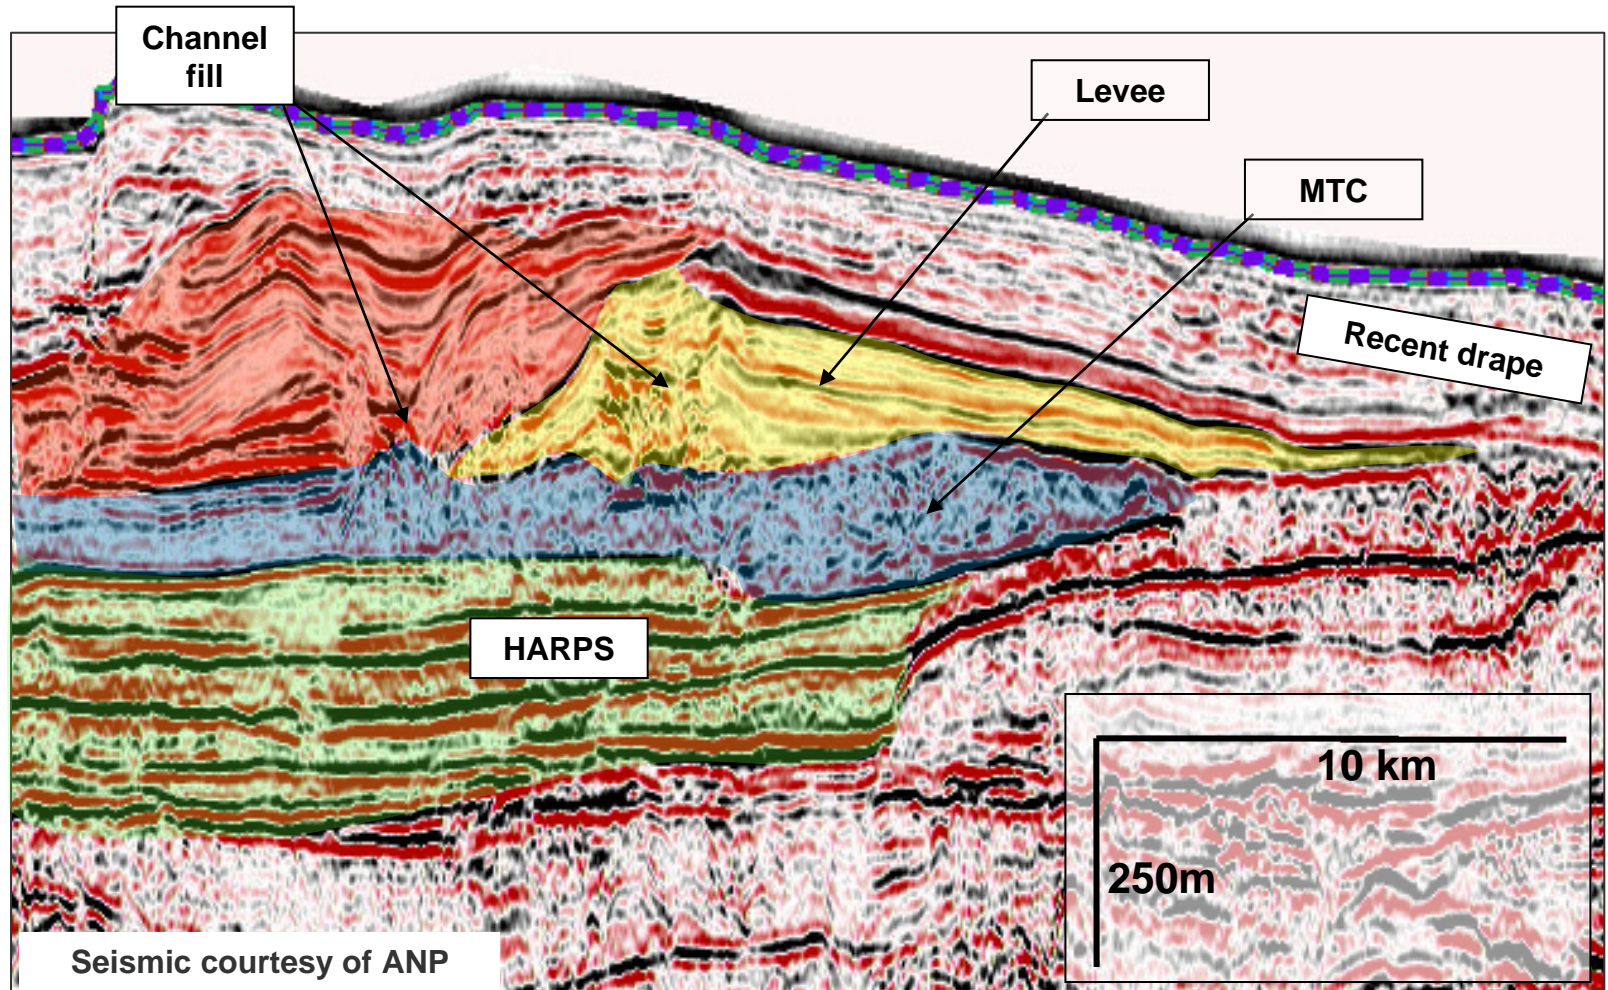 Channel
fill
Levee
MTC
Recent drape
HARPS
10 km
250m
Seismic courtesy of ANP